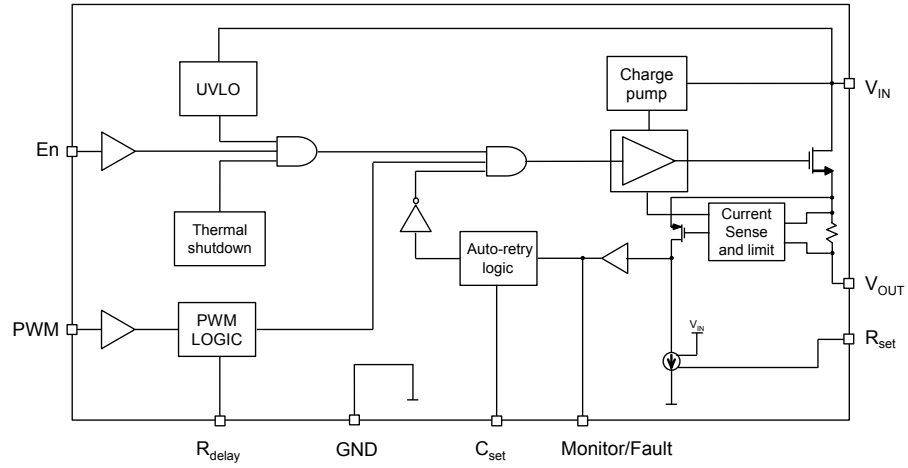 UVLO
Charge
pump
V_IN
En
Thermal
shutdown
Current
Sense
and limit
Auto-retry
logic
V_OUT
PWM
PWM
LOGIC
V_IN
R_set
R_delay
GND
C_set
Monitor/Fault